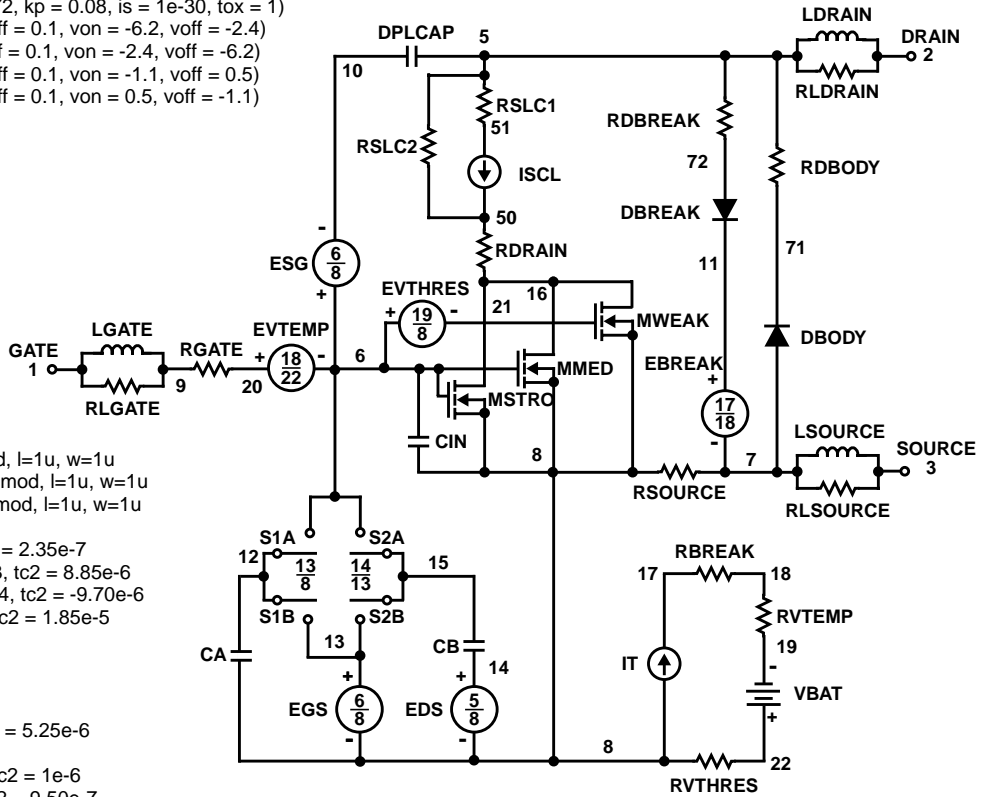 2, kp = 0.08, is = 1e-30, tox = 1)
ff = 0.1, von = -6.2, voff = -2.4)
f = 0.1, von = -2.4, voff = -6.2)
ff = 0.1, von = -1.1, voff = 0.5)
ff = 0.1, von = 0.5, voff = -1.1)
LDRAIN
DPLCAP
5
DRAIN
2
10
RLDRAIN
RSLC1
51
RDBREAK
RSLC2
72
RDBODY
ISCL
DBREAK
50
ESG
6
8
RDRAIN
71
11
EVTHRES
19
8
16
21
MWEAK
LGATE
EVTEMP
GATE
1
RGATE
18
22
6
MMED
DBODY
EBREAK
9
20
MSTRO
RLGATE
17
18
CIN
LSOURCE
SOURCE
3
8
7
RSOURCE
RLSOURCE
d, l=1u, w=1u
mod, l=1u, w=1u
mod, l=1u, w=1u
= 2.35e-7
, tc2 = 8.85e-6
4, tc2 = -9.70e-6
c2 = 1.85e-5
S1A
S2A
12
13
8
14
13
15
S1B
S2B
RBREAK
17
18
RVTEMP
13
CB
19
CA
14
IT
VBAT
EGS
6
8
EDS
5
8
8
22
RVTHRES
= 5.25e-6
c2 = 1e-6